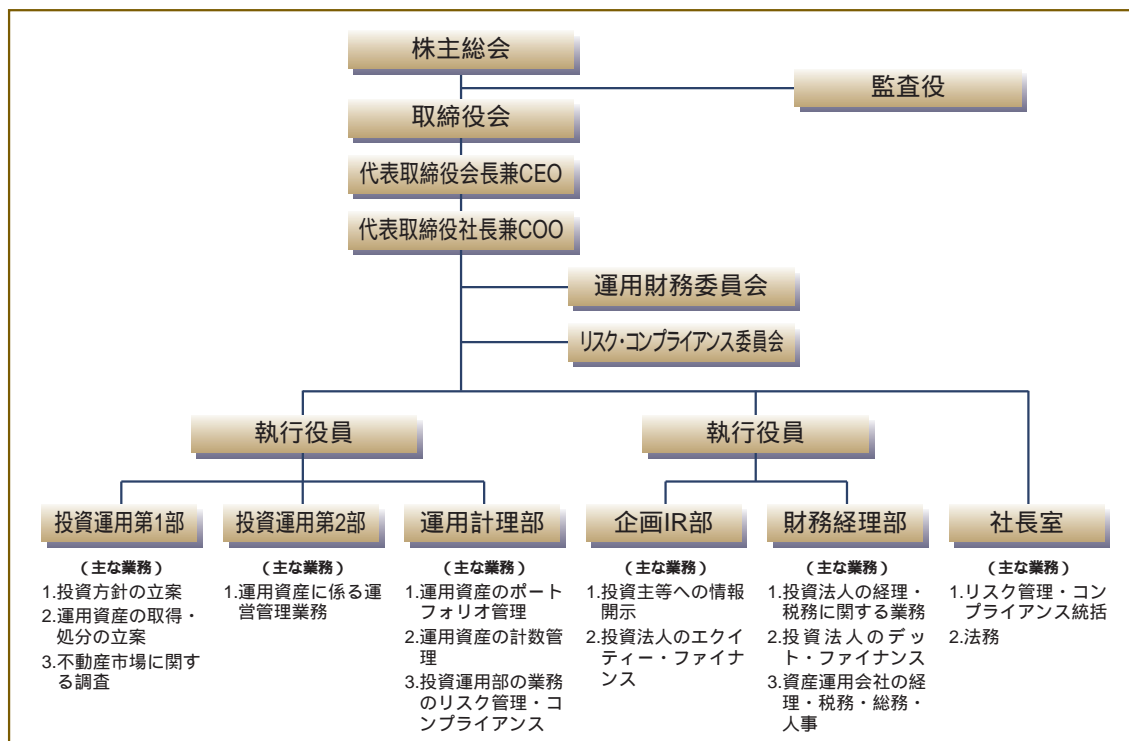 株主総会
監査役
取締役会
代表取締役会長兼CEO
代表取締役社長兼COO
運用財務委員会
リスク・コンプライアンス委員会
執行役員
執行役員
投資運用第1部
投資運用第2部
運用計理部
企画IR部
財務経理部
社長室
（主な業務）
1.投資方針の立案
2.運用資産の取得・
処分の立案
3.不動産市場に関す
る調査
（主な業務）
1.運用資産に係る運
営管理業務
（主な業務）
1.運用資産のポート
フォリオ管理
2.運用資産の計数管
理
3.投資運用部の業務
のリスク管理・コ
ンプライアンス
（主な業務）
1.投資主等への情報
開示
2.投資法人のエクイ
ティー・ファイナ
ンス
（主な業務）
1.投資法人の経理・
税務に関する業務
2.投資法人のデット・
ファイナンス
3.資産運用会社の経
理・税務・総務・
人事
（主な業務）
1.リスク管理・コン
プライアンス統括
2.法務